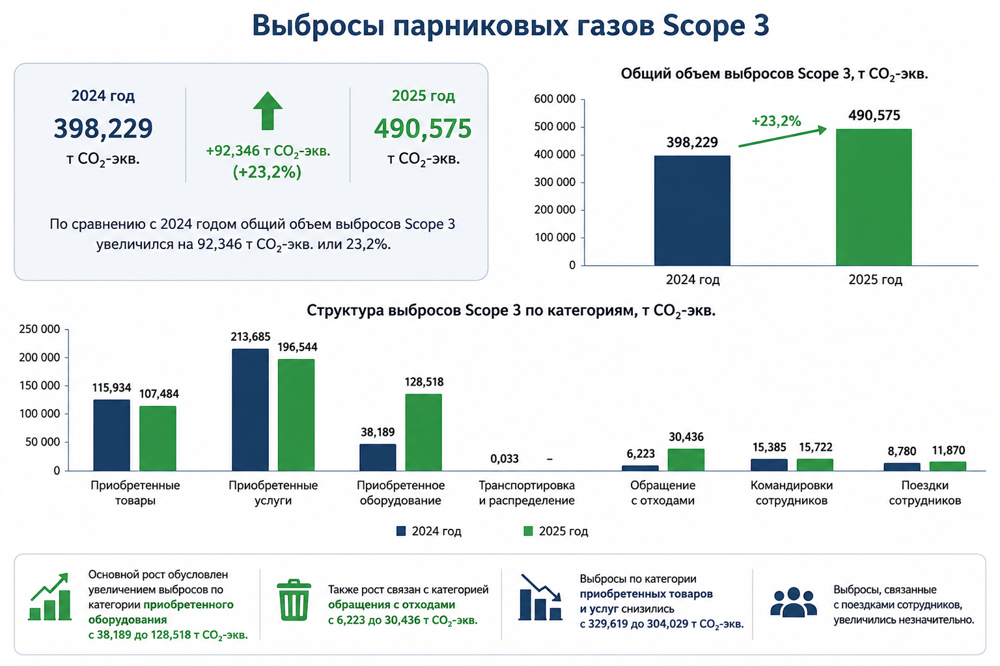 Выбросы парниковых газов Scope 3
2024 год
398,229
т CO₂-экв.
+92,346 т CO₂-экв.
(+23,2%)
2025 год
490,575
т CO₂-экв.
По сравнению с 2024 годом общий объем выбросов Scope 3
увеличился на 92,346 т CO₂-экв. или 23,2%.
Общий объем выбросов Scope 3, т CO₂-экв.
600 000
500 000
400 000
300 000
200 000
100 000
0
398,229
+23,2%
490,575
2024 год
2025 год
Структура выбросов Scope 3 по категориям, т CO₂-экв.
250 000
200 000
150 000
100 000
50 000
0
115,934
107,484
213,685
196,544
38,189
128,518
0,033
–
6,223
30,436
15,385
15,722
8,780
11,870
Приобретенные
товары
Приобретенные
услуги
Приобретенное
оборудование
Транспортировка
и распределение
Обращение
с отходами
Командировки
сотрудников
Поездки
сотрудников
2024 год
2025 год
Основной рост обусловлен
увеличением выбросов по
категории приобретенного
оборудования
с 38,189 до 128,518 т CO₂-экв.
Также рост связан с категорией
обращения с отходами
с 6,223 до 30,436 т CO₂-экв.
Выбросы по категории
приобретенных товаров
и услуг снизились
с 329,619 до 304,029 т CO₂-экв.
Выбросы, связанные
с поездками сотрудников,
увеличились незначительно.